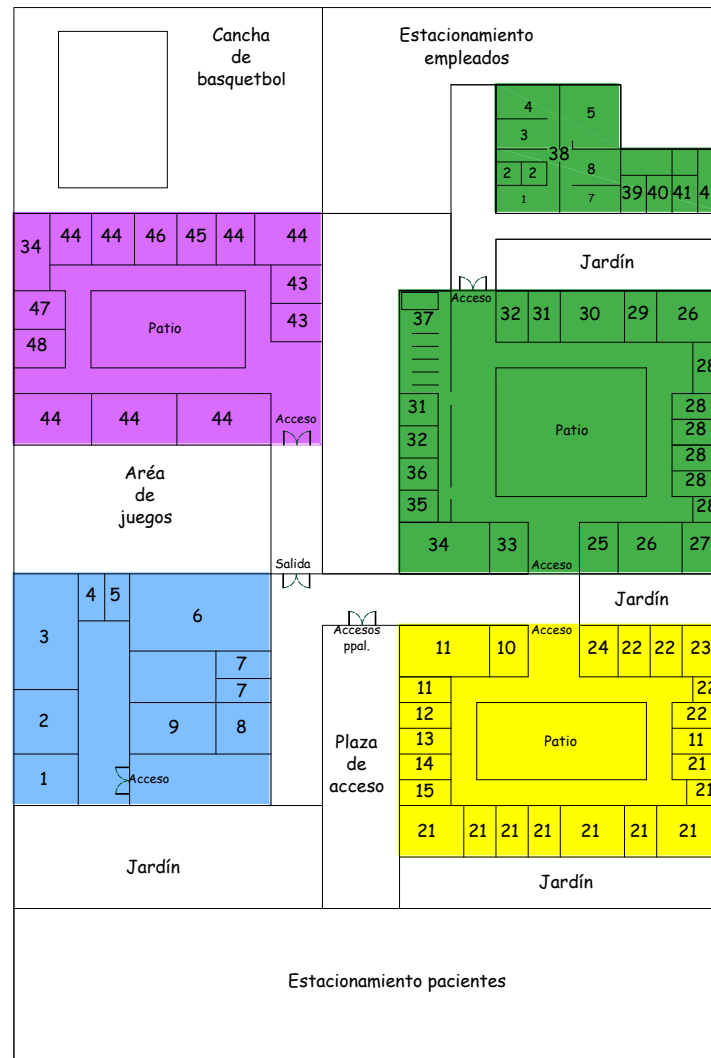 Cancha
de
basquetbol
Estacionamiento
empleados
4
5
3
38
2 2
8
1
7
39 40 41 4
34 44 44 46 45 44 44
Jardín
43
47
43
48
Patio
Acceso
37
32 31 30 29 26
28
31
28
32
28
Patio
36
28
35
28
28
44 44 44
Acceso
34 33
25 26 27
Acceso
Aréa
de
juegos
Salida
4 5
3
6
7
7
2
9 8
1
Acceso
Jardín
Accesos
ppal.
Jardín
11 10
Acceso
24 22 22 23
11
22
12
22
13
Patio
11
14
21
15
21
Plaza
de
acceso
21 21 21 21 21 21 21
Jardín
Estacionamiento pacientes